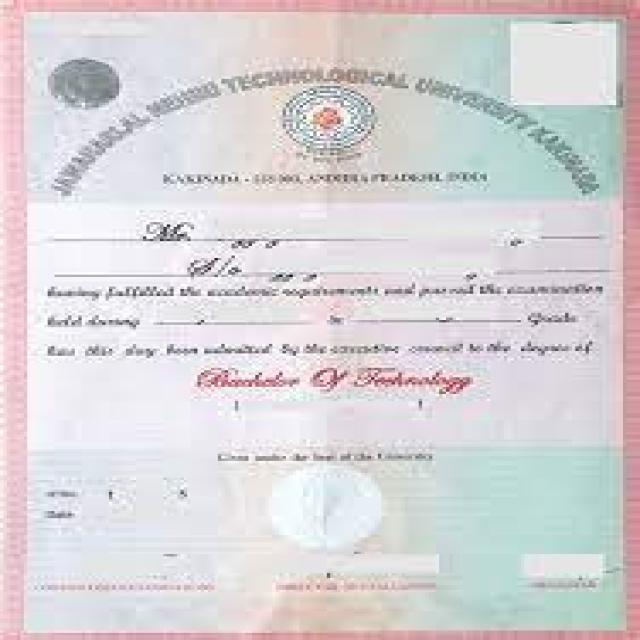 JAWAHARLAL NEHRU TECHNOLOGICAL UNIVERSITY KAKINADA
KAKINADA - 533 003, ANDHRA PRADESH, INDIA
Mr.
S/o
having fulfilled the academic requirements and passed the examination
held during in Grade
has this day been admitted by the executive council to the degree of
Bachelor Of Technology
Given under the Seal of the University
Date